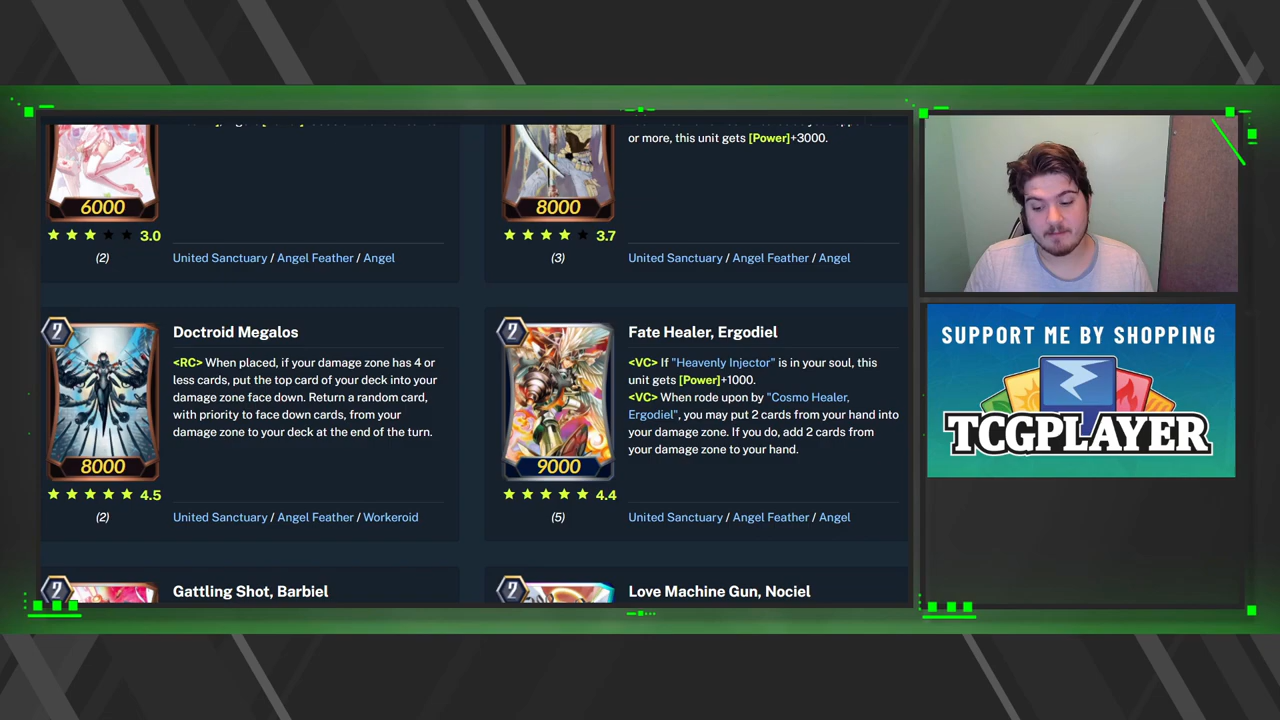 or more, this unit gets [Power]+3000.
6000
8000
3.0
3.7
(2)
(3)
United Sanctuary / Angel Feather / Angel
United Sanctuary / Angel Feather / Angel
2
Doctroid Megalos
<RC> When placed, if your damage zone has 4 or
less cards, put the top card of your deck into your
damage zone face down. Return a random card,
with priority to face down cards, from your
damage zone to your deck at the end of the turn.
8000
4.5
(2)
United Sanctuary / Angel Feather / Workeroid
2
Fate Healer, Ergodiel
<VC> If "Heavenly Injector" is in your soul, this
unit gets [Power]+1000.
<VC> When rode upon by "Cosmo Healer,
Ergodiel", you may put 2 cards from your hand into
your damage zone. If you do, add 2 cards from
your damage zone to your hand.
9000
4.4
(5)
United Sanctuary / Angel Feather / Angel
2
Gattling Shot, Barbiel
2
Love Machine Gun, Nociel
SUPPORT ME BY SHOPPING
TCGPLAYER